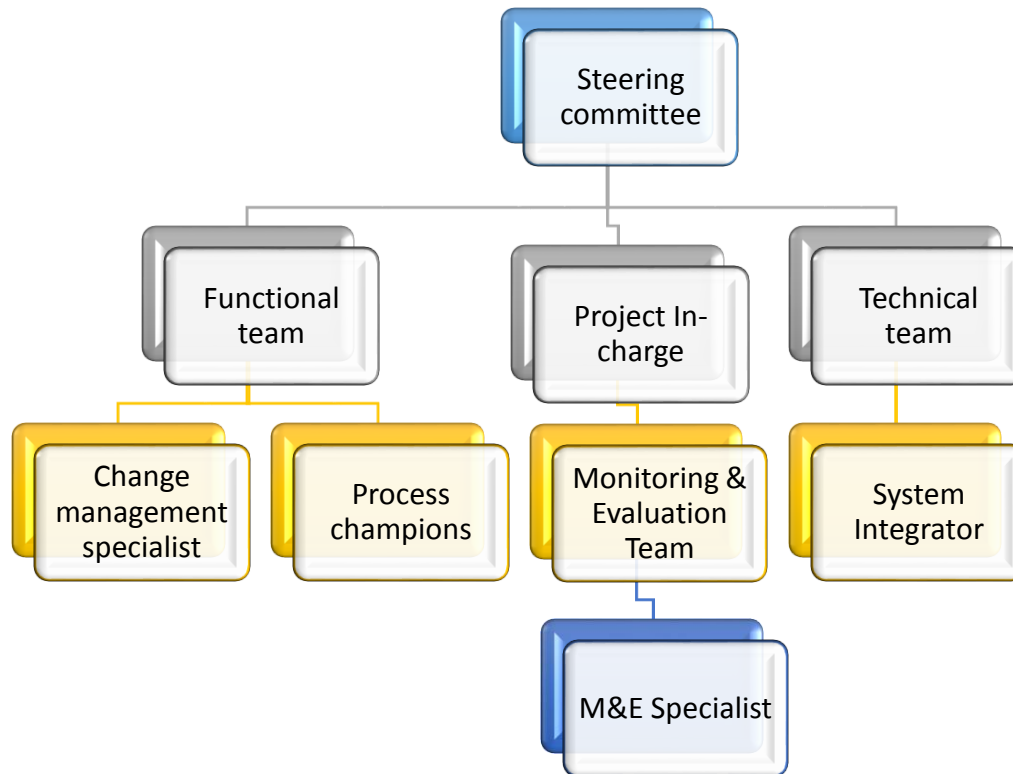 Steering
committee
Functional
team
Project In-
charge
Technical
team
Change
management
specialist
Process
champions
Monitoring &
Evaluation
Team
System
Integrator
M&E Specialist